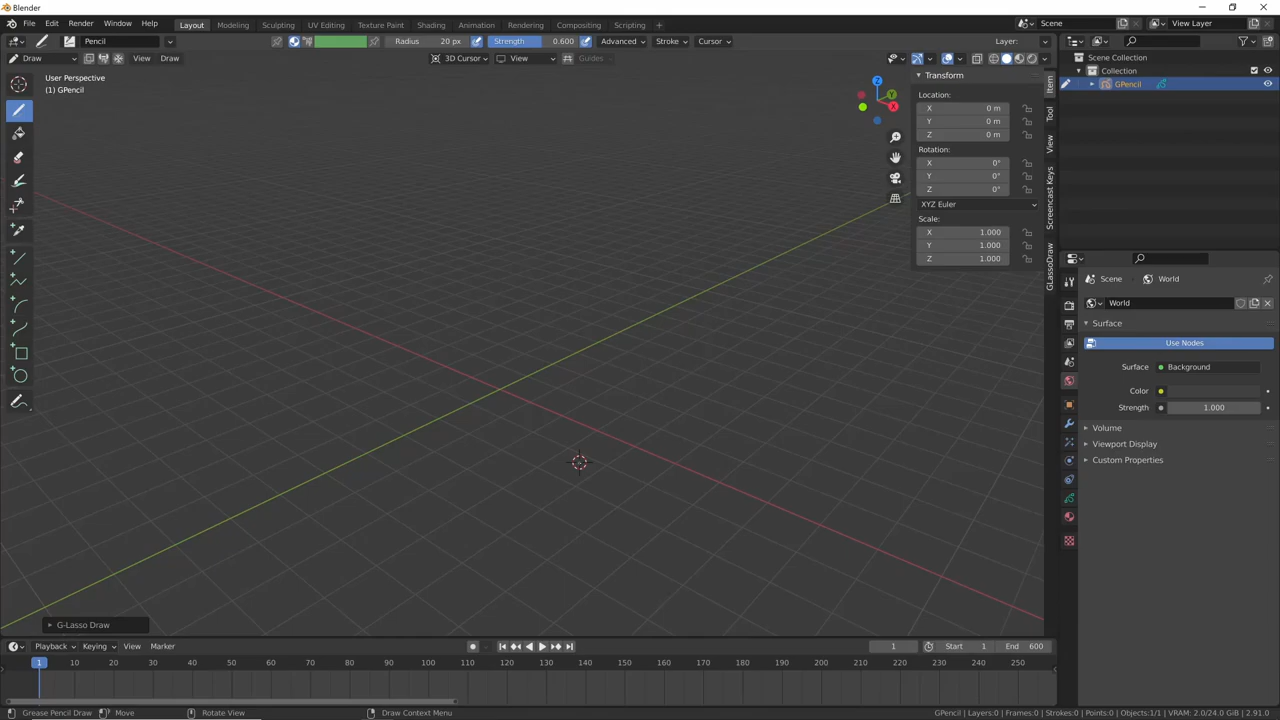 Blender
File Edit Render Window Help Layout Modeling Sculpting UV Editing Texture Paint Shading Animation Rendering Compositing Scripting + Scene View Layer
Pencil Radius 20 px Strength 0.600 Advanced Stroke Cursor Layer:
Draw View Draw 3D Cursor View Guides
User Perspective
(1) GPencil
Transform
Location:
X 0 m
Y 0 m
Z 0 m
Rotation:
X 0°
Y 0°
Z 0°
XYZ Euler
Scale:
X 1.000
Y 1.000
Z 1.000
Z
Y
X
Item
Tool
View
Screencast Keys
GLassoDraw
Scene Collection
Collection
GPencil
Scene World
World
Surface
Use Nodes
Surface Background
Color
Strength 1.000
Volume
Viewport Display
Custom Properties
G-Lasso Draw
Playback Keying View Marker 1 Start 1 End 600
1 10 20 30 40 50 60 70 80 90 100 110 120 130 140 150 160 170 180 190 200 210 220 230 240 250
Grease Pencil Draw Move Rotate View Draw Context Menu GPencil | Layers:0 | Frames:0 | Strokes:0 | Points:0 | Objects:1/1 | VRAM: 2.0/24.0 GiB | 2.91.0